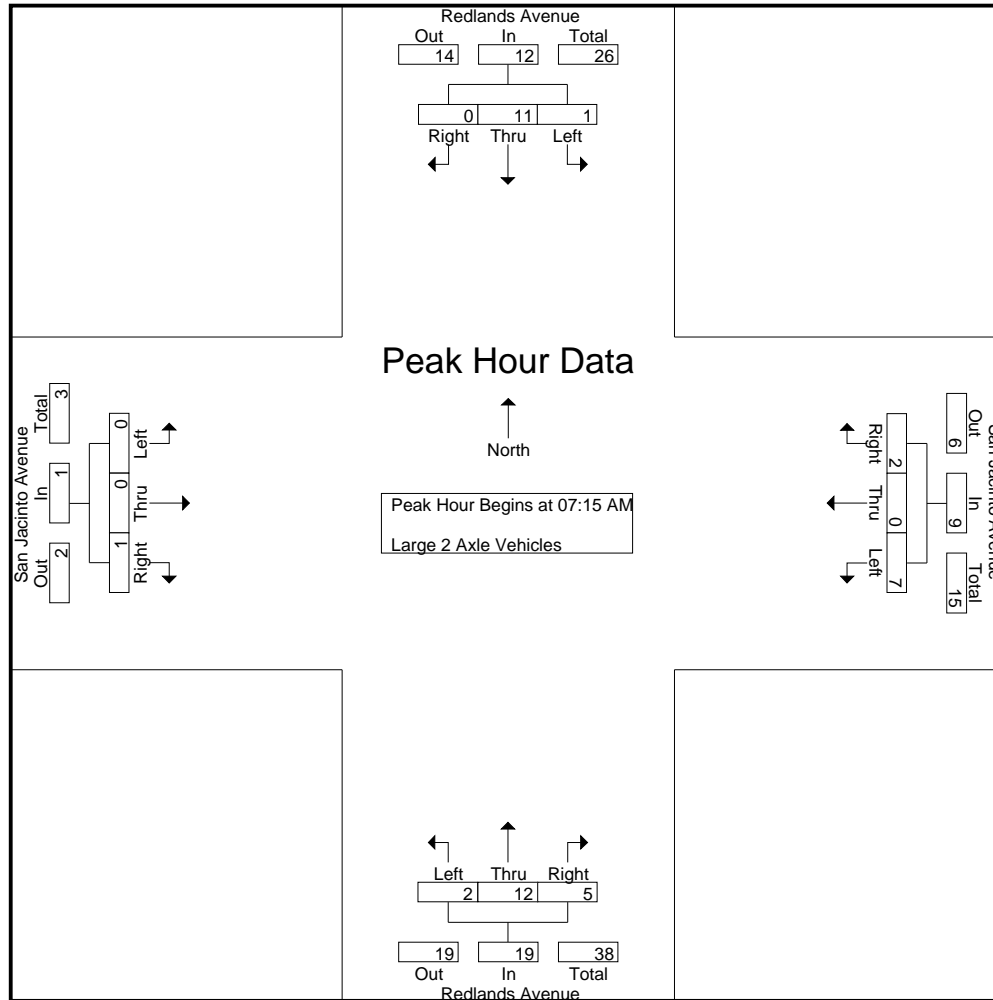 Redlands Avenue
Out In Total
14 12 26
0 11 1
Right Thru Left
Peak Hour Data
North
Peak Hour Begins at 07:15 AM
Large 2 Axle Vehicles
San Jacinto Avenue
Total In Out
3 1 2
0 0 1
Left Thru Right
Right Thru Left
2 0 7
6 9 15
Out In Total
San Jacinto Avenue
Left Thru Right
2 12 5
19 19 38
Out In Total
Redlands Avenue